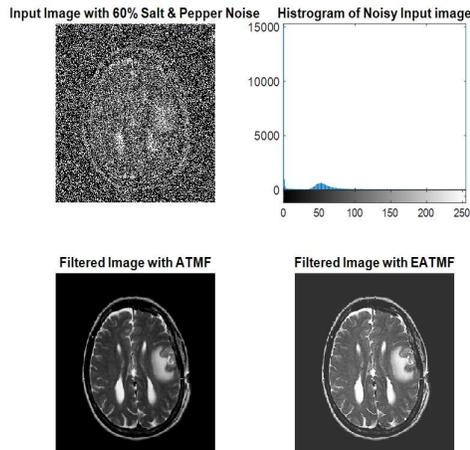 Input Image with 60% Salt & Pepper Noise
Histrogram of Noisy Input image
15000
10000
5000
0
0 50 100 150 200 250
Filtered Image with ATMF
Filtered Image with EATMF